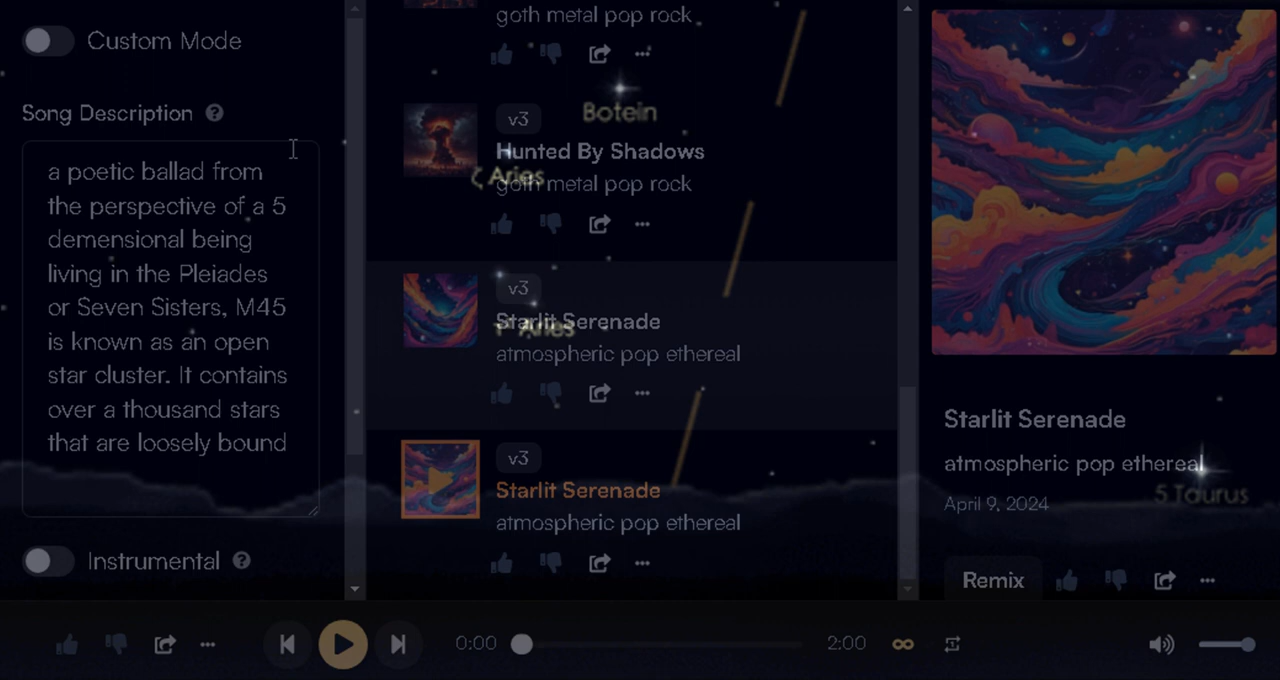 Custom Mode
Song Description
a poetic ballad from
the perspective of a 5
demensional being
living in the Pleiades
or Seven Sisters, M45
is known as an open
star cluster. It contains
over a thousand stars
that are loosely bound
Instrumental
goth metal pop rock
Botein
v3
Hunted By Shadows
ζ Aries
goth metal pop rock
v3
Starlit Serenade
Aries
atmospheric pop ethereal
v3
Starlit Serenade
atmospheric pop ethereal
Starlit Serenade
atmospheric pop ethereal
5 Taurus
April 9, 2024
Remix
0:00
2:00